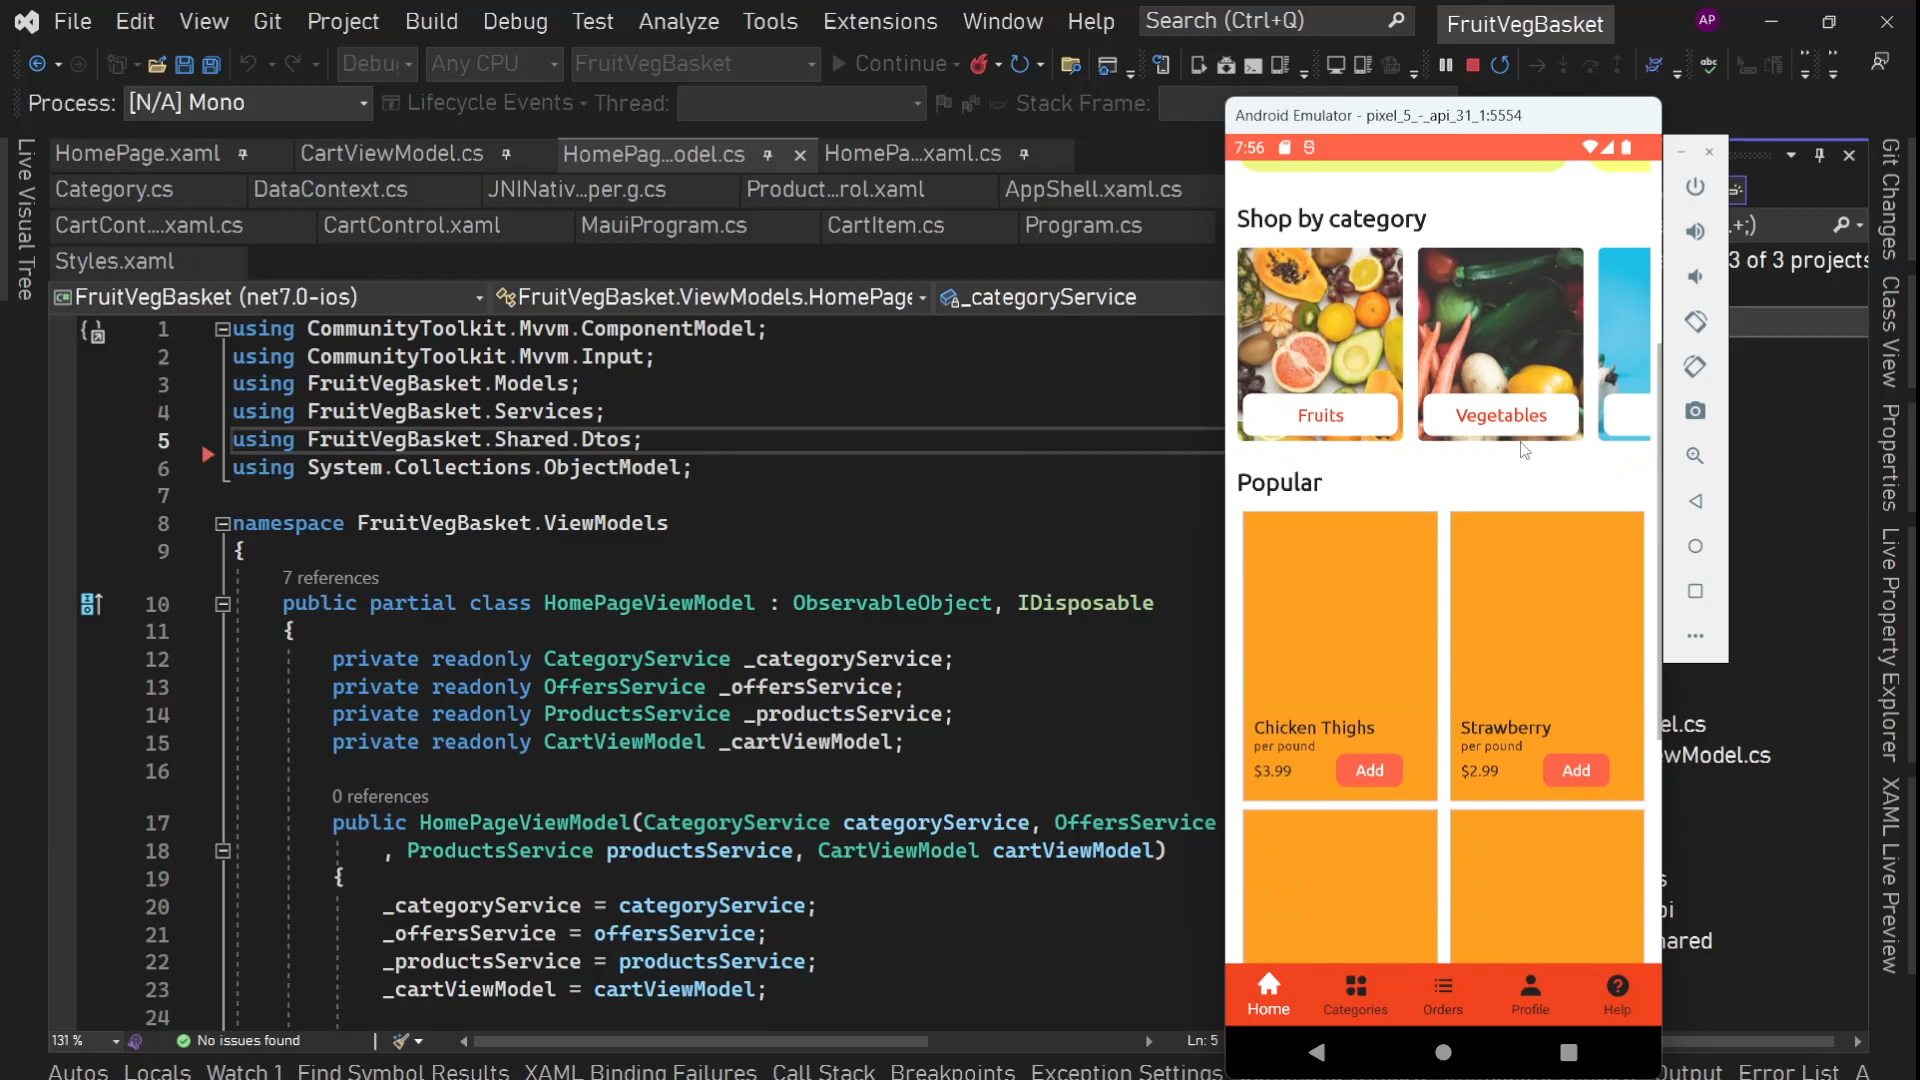 File Edit View Git Project Build Debug Test Analyze Tools Extensions Window Help Search (Ctrl+Q) FruitVegBasket AP
Debu Any CPU FruitVegBasket Continue
Process: [N/A] Mono Lifecycle Events Thread: Stack Frame:
Android Emulator - pixel_5_-_api_31_1:5554
HomePage.xaml CartViewModel.cs HomePag...odel.cs HomePa...xaml.cs
Category.cs DataContext.cs JNINativ...per.g.cs Product...rol.xaml AppShell.xaml.cs
CartCont....xaml.cs CartControl.xaml MauiProgram.cs CartItem.cs Program.cs
Styles.xaml
FruitVegBasket (net7.0-ios) FruitVegBasket.ViewModels.HomePage _categoryService
1 using CommunityToolkit.Mvvm.ComponentModel;
2 using CommunityToolkit.Mvvm.Input;
3 using FruitVegBasket.Models;
4 using FruitVegBasket.Services;
5 using FruitVegBasket.Shared.Dtos;
6 using System.Collections.ObjectModel;
7
8 namespace FruitVegBasket.ViewModels
9 {
7 references
10 public partial class HomePageViewModel : ObservableObject, IDisposable
11 {
12 private readonly CategoryService _categoryService;
13 private readonly OffersService _offersService;
14 private readonly ProductsService _productsService;
15 private readonly CartViewModel _cartViewModel;
16
0 references
17 public HomePageViewModel(CategoryService categoryService, OffersService
18 , ProductsService productsService, CartViewModel cartViewModel)
19 {
20 _categoryService = categoryService;
21 _offersService = offersService;
22 _productsService = productsService;
23 _cartViewModel = cartViewModel;
24
131 % No issues found Ln: 5
Autos Locals Watch 1 Find Symbol Results XAML Binding Failures Call Stack Breakpoints Exception Settings Output Error List A
Live Visual Tree
7:56
Shop by category
Fruits Vegetables
Popular
Chicken Thighs
per pound
$3.99 Add
Strawberry
per pound
$2.99 Add
Home Categories Orders Profile Help
.+;)
3 of 3 projects
el.cs
wModel.cs
s
pi
hared
Git Changes
Class View
Properties
Live Property Explorer
XAML Live Preview